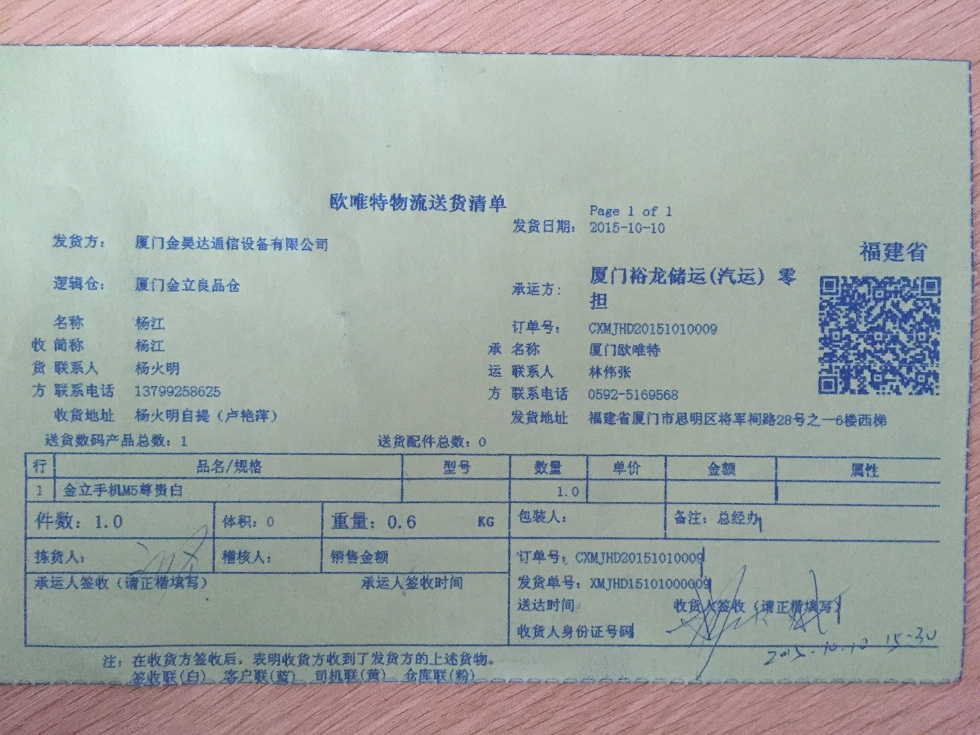 欧唯特物流送货清单
Page 1 of 1
发货日期: 2015-10-10
发货方: 厦门金昊达通信设备有限公司
福建省
逻辑仓: 厦门金立良品仓
承运方: 厦门裕龙储运(汽运) 零担
名称 杨江
订单号: CXMJHD20151010009
收 简称 杨江
承 名称 厦门欧唯特
货 联系人 杨火明
运 联系人 林伟张
方 联系电话 13799258625
方 联系电话 0592-5169568
收货地址 杨火明自提(卢艳萍)
发货地址 福建省厦门市思明区将军祠路28号之一6楼西梯
送货数码产品总数: 1 送货配件总数: 0
行 品名/规格 型号 数量 单价 金额 属性
1 金立手机M5尊贵白 1.0
件数: 1.0 体积: 0 重量: 0.6 KG 包装人: 备注: 总经办
拣货人: 稽核人: 销售金额
订单号: CXMJHD20151010009
承运人签收(请正楷填写) 承运人签收时间
发货单号: XMJHD15101000009
送达时间 收货人签收(请正楷填写)
收货人身份证号码
2015.10.10 15:30
注: 在收货方签收后, 表明收货方收到了发货方的上述货物。
签收联(白) 客户联(蓝) 司机联(黄) 仓库联(粉)